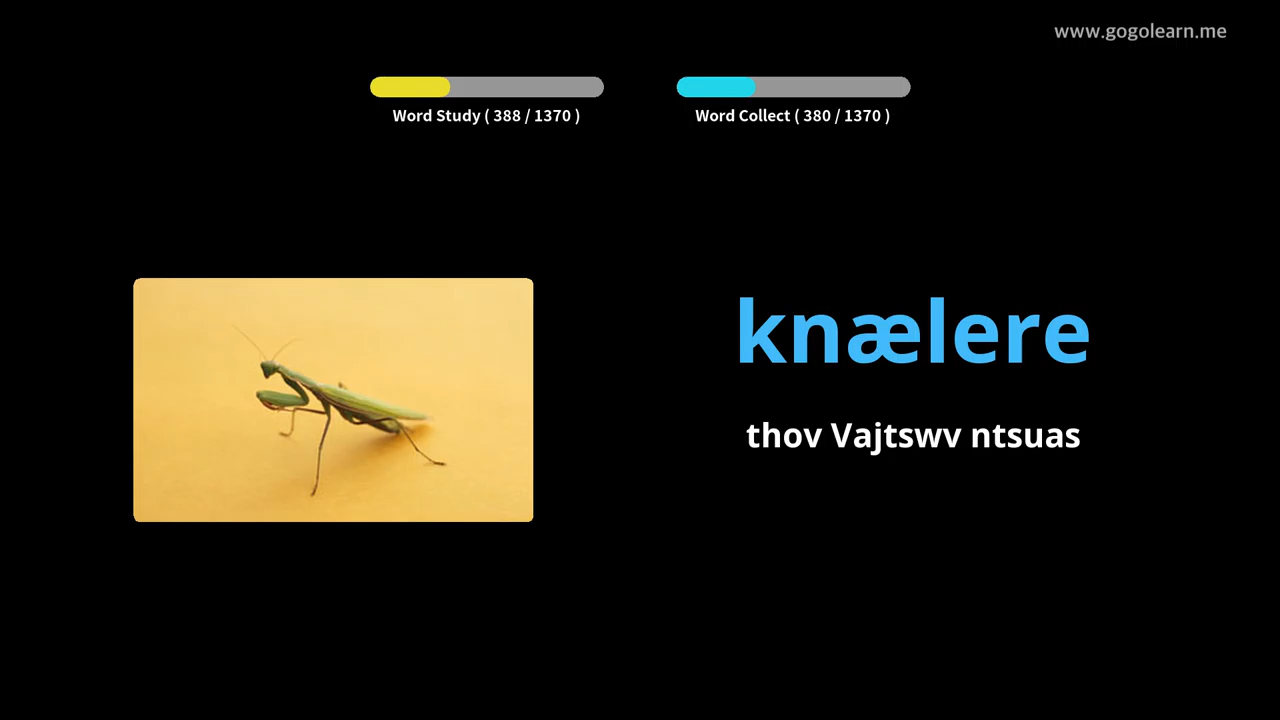 www.gogolearn.me
Word Study ( 388 / 1370 )
Word Collect ( 380 / 1370 )
knælere
thov Vajtswv ntsuas